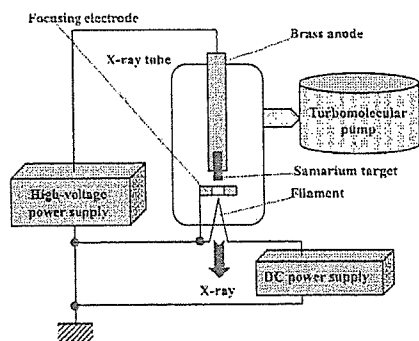 Focusing electrode
Brass anode
X-ray tube
Turbomolecular
pump
Samarium target
High-voltage
power supply
Filament
X-ray
DC power supply